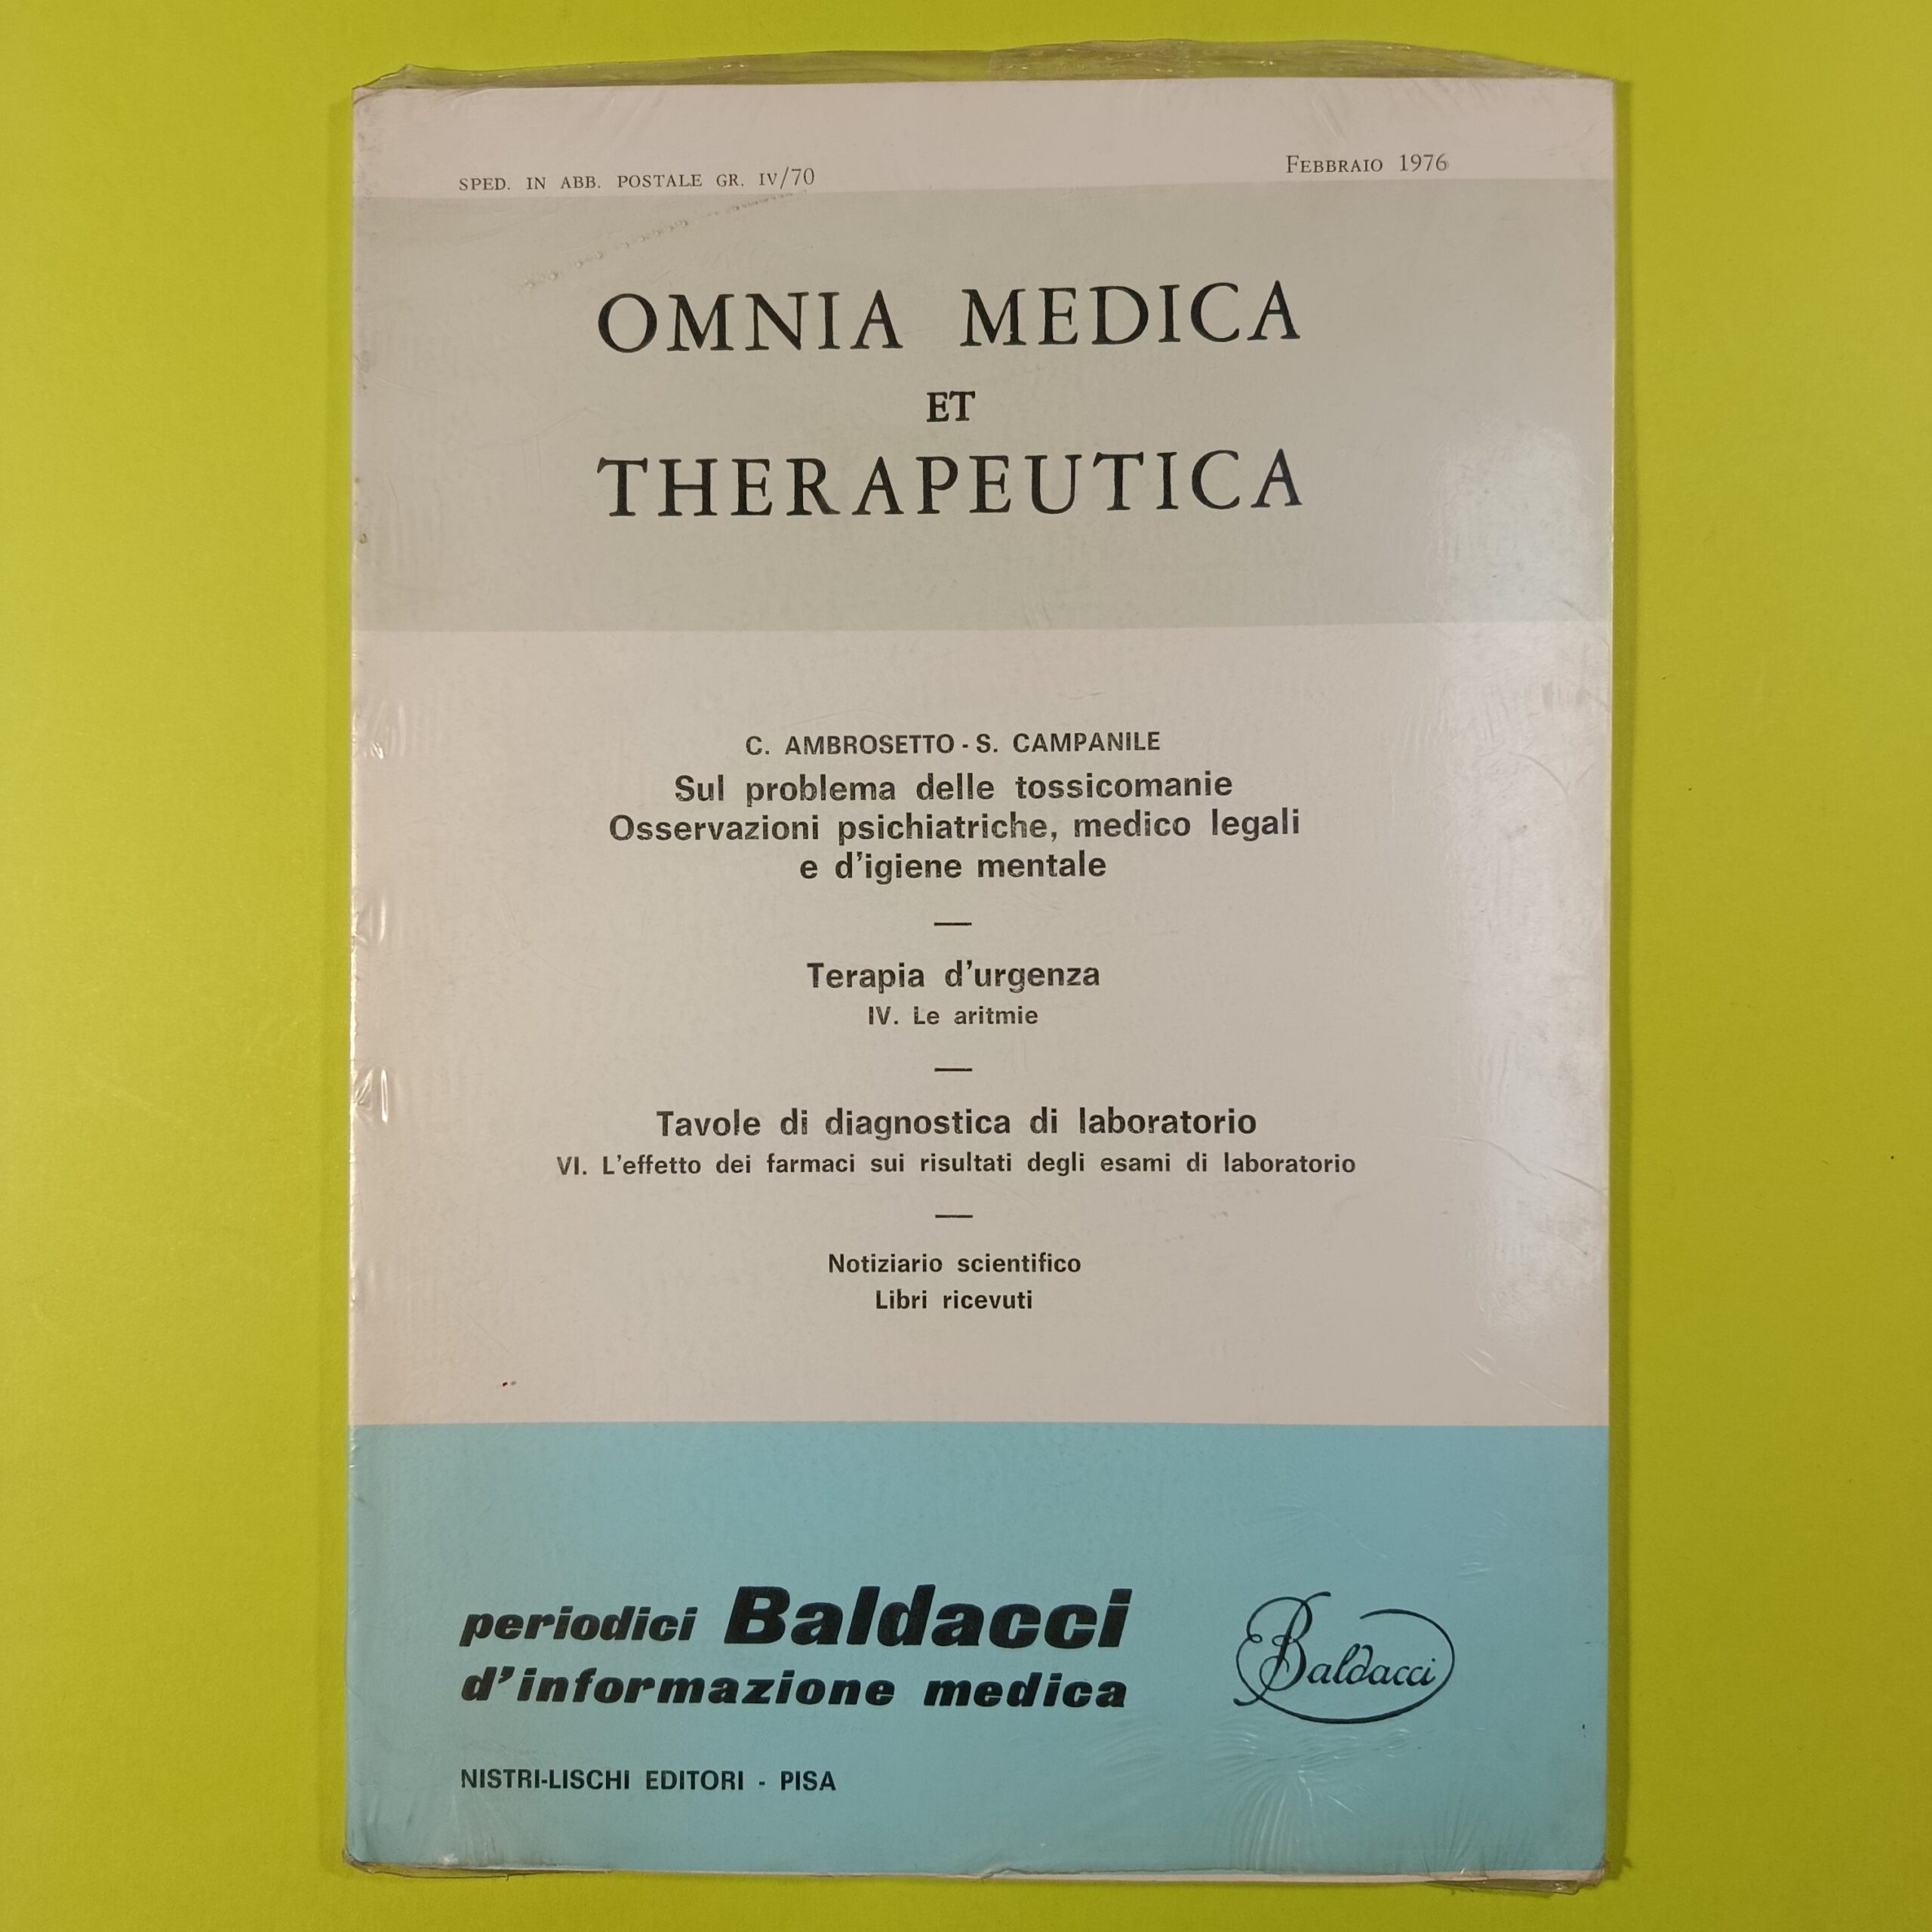 SPED. IN ABB. POSTALE GR. IV/70
FEBBRAIO 1976
OMNIA MEDICA
ET
THERAPEUTICA
C. AMBROSETTO - S. CAMPANILE
Sul problema delle tossicomanie
Osservazioni psichiatriche, medico legali
e d'igiene mentale
Terapia d'urgenza
IV. Le aritmie
Tavole di diagnostica di laboratorio
VI. L'effetto dei farmaci sui risultati degli esami di laboratorio
Notiziario scientifico
Libri ricevuti
periodici Baldacci
d'informazione medica
Baldacci
NISTRI-LISCHI EDITORI - PISA